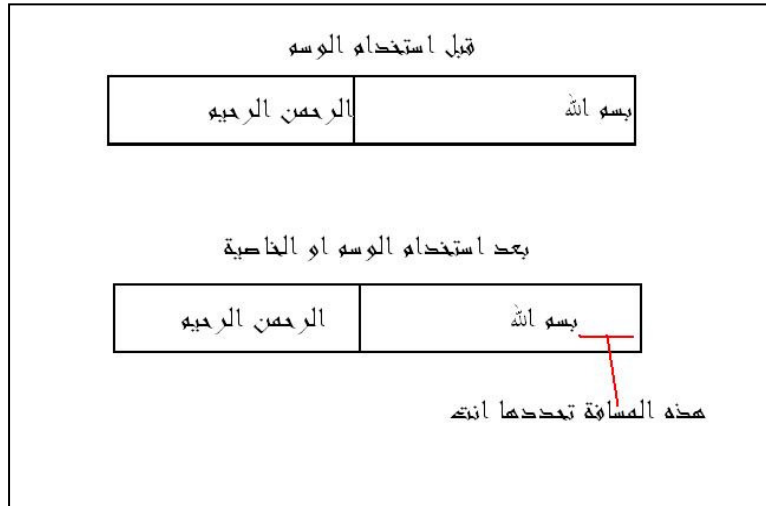 قبل استخدام الوسم
بسم الله الرحمن الرحيم
بعد استخدام الوسم او الخاصية
بسم الله الرحمن الرحيم
هذه المسافة تحددها انت